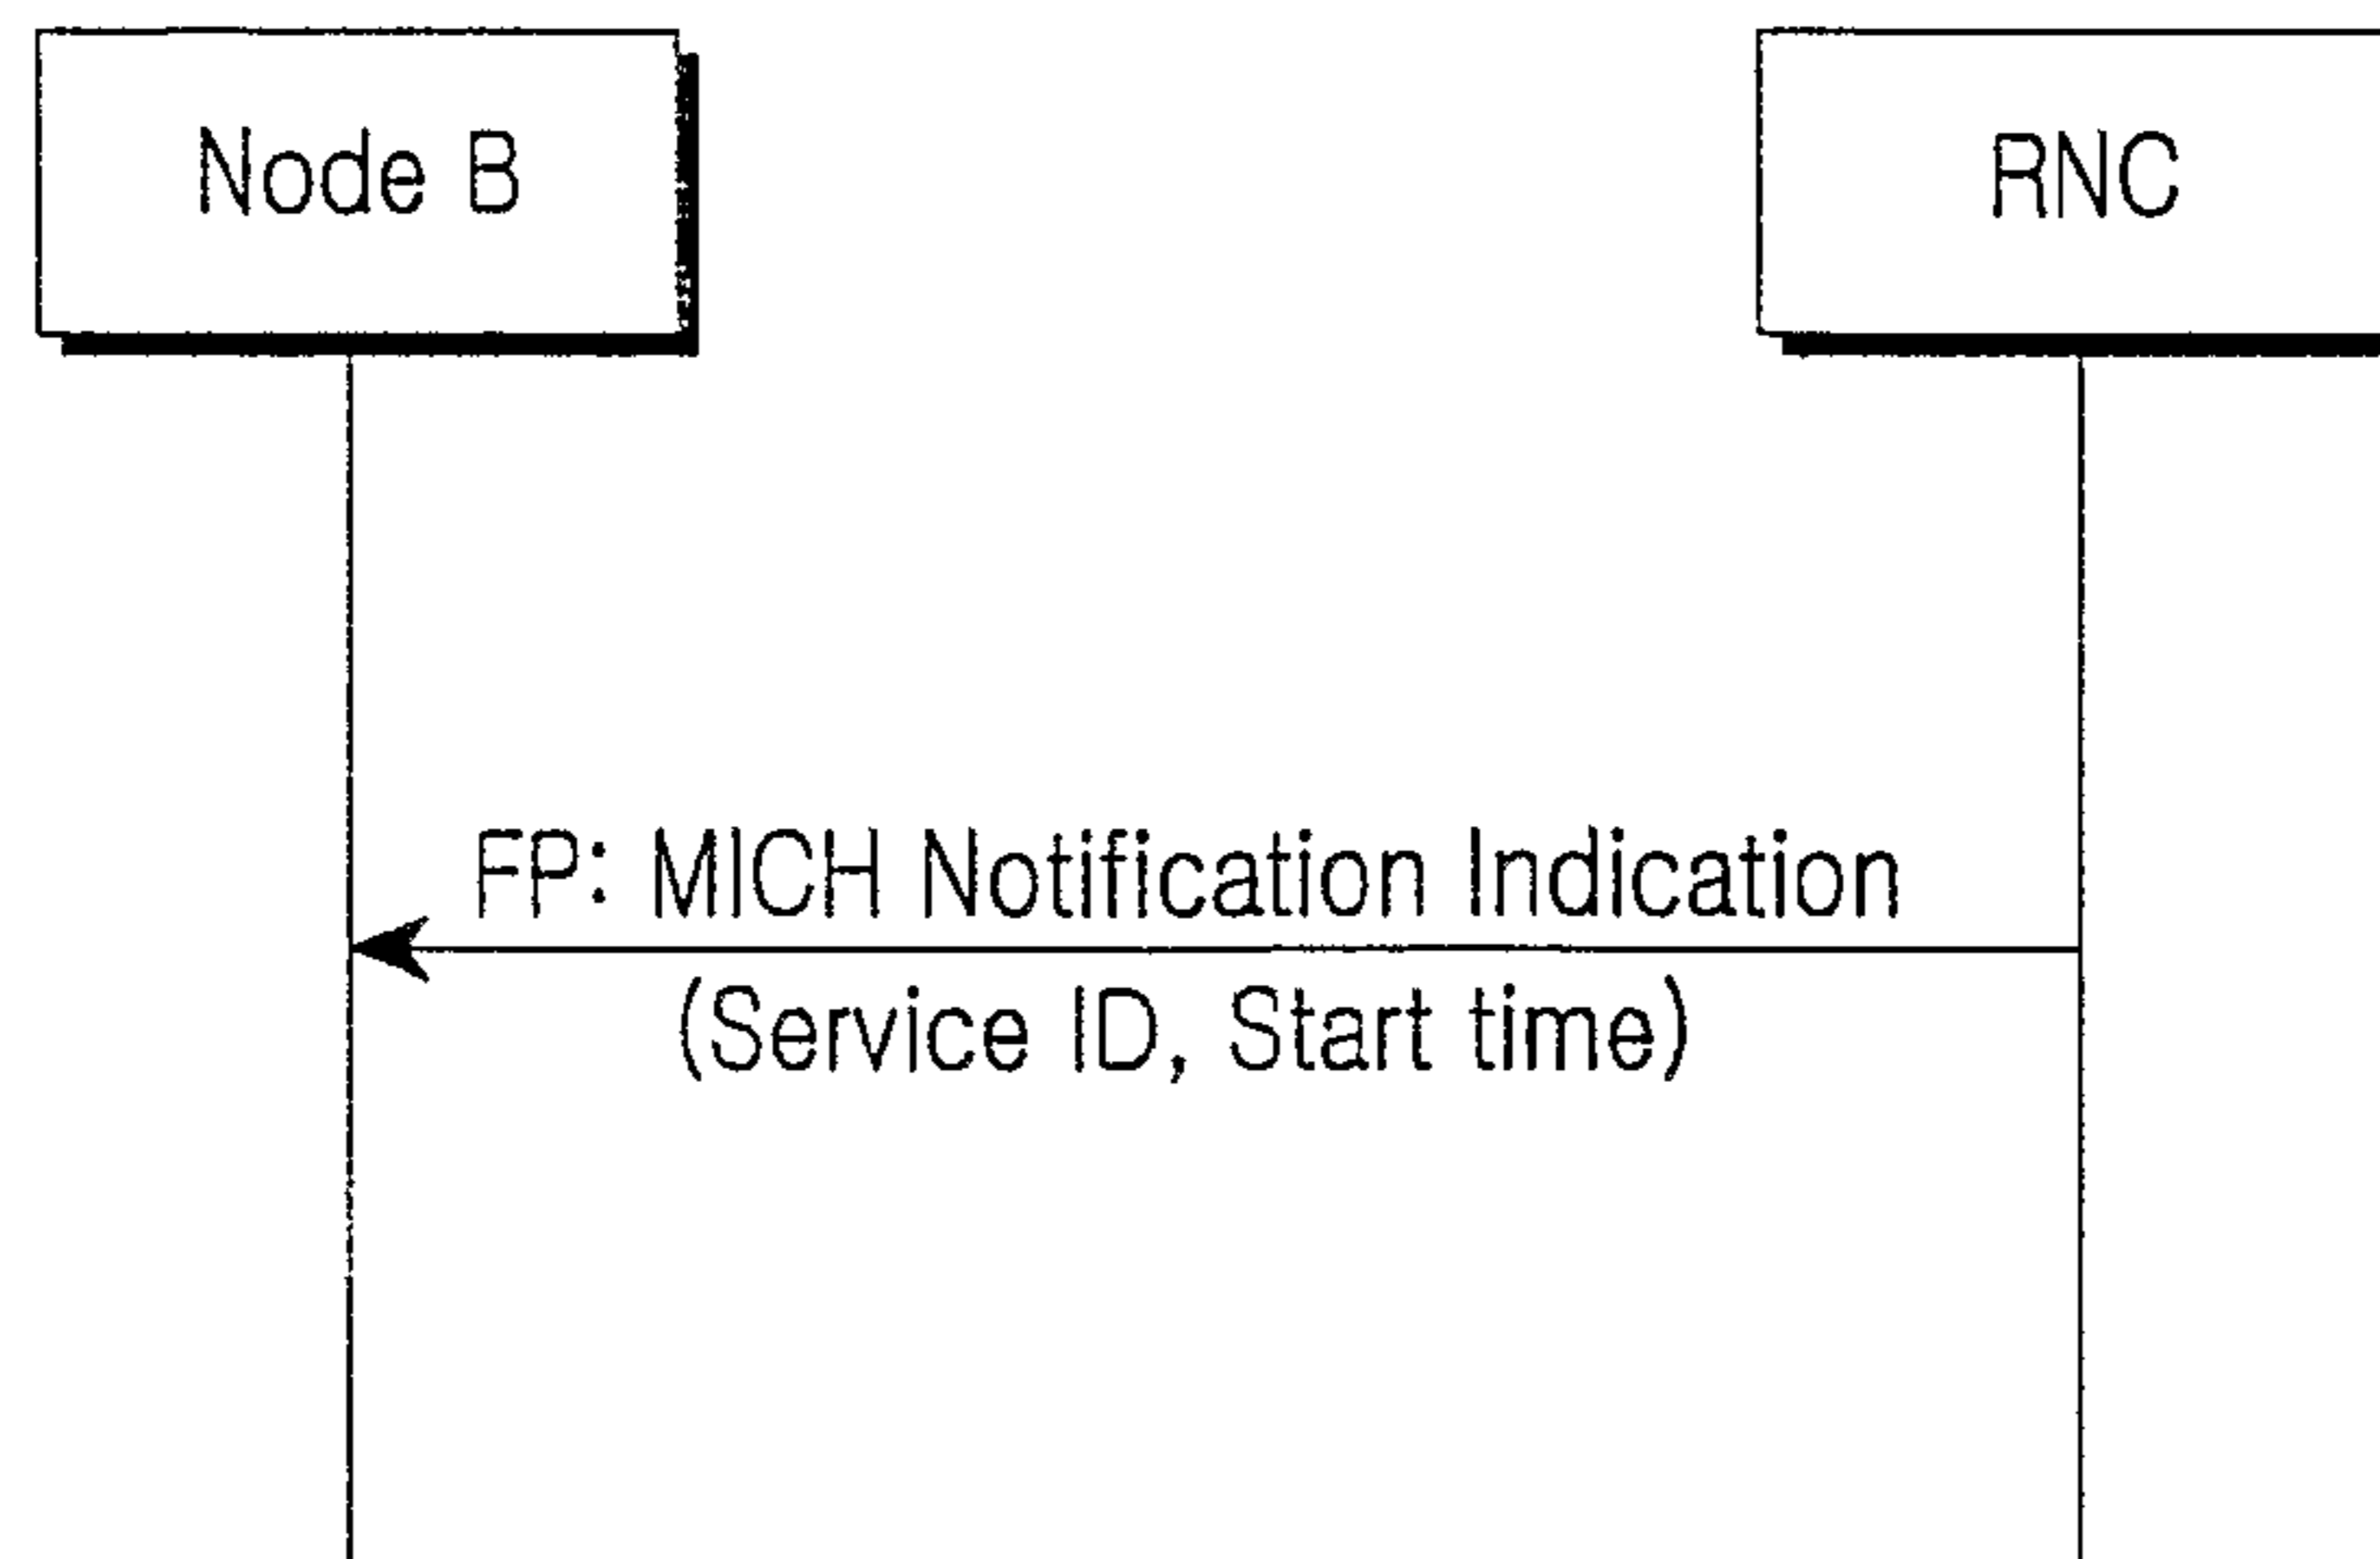 Node B
RNC
FP: MICH Notification Indication
(Service ID, Start time)